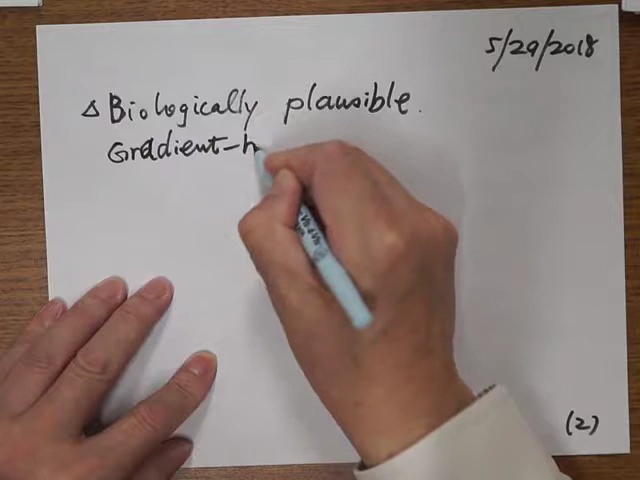 5/29/2018
△ Biologically plausible.
Gradient-h
(2)